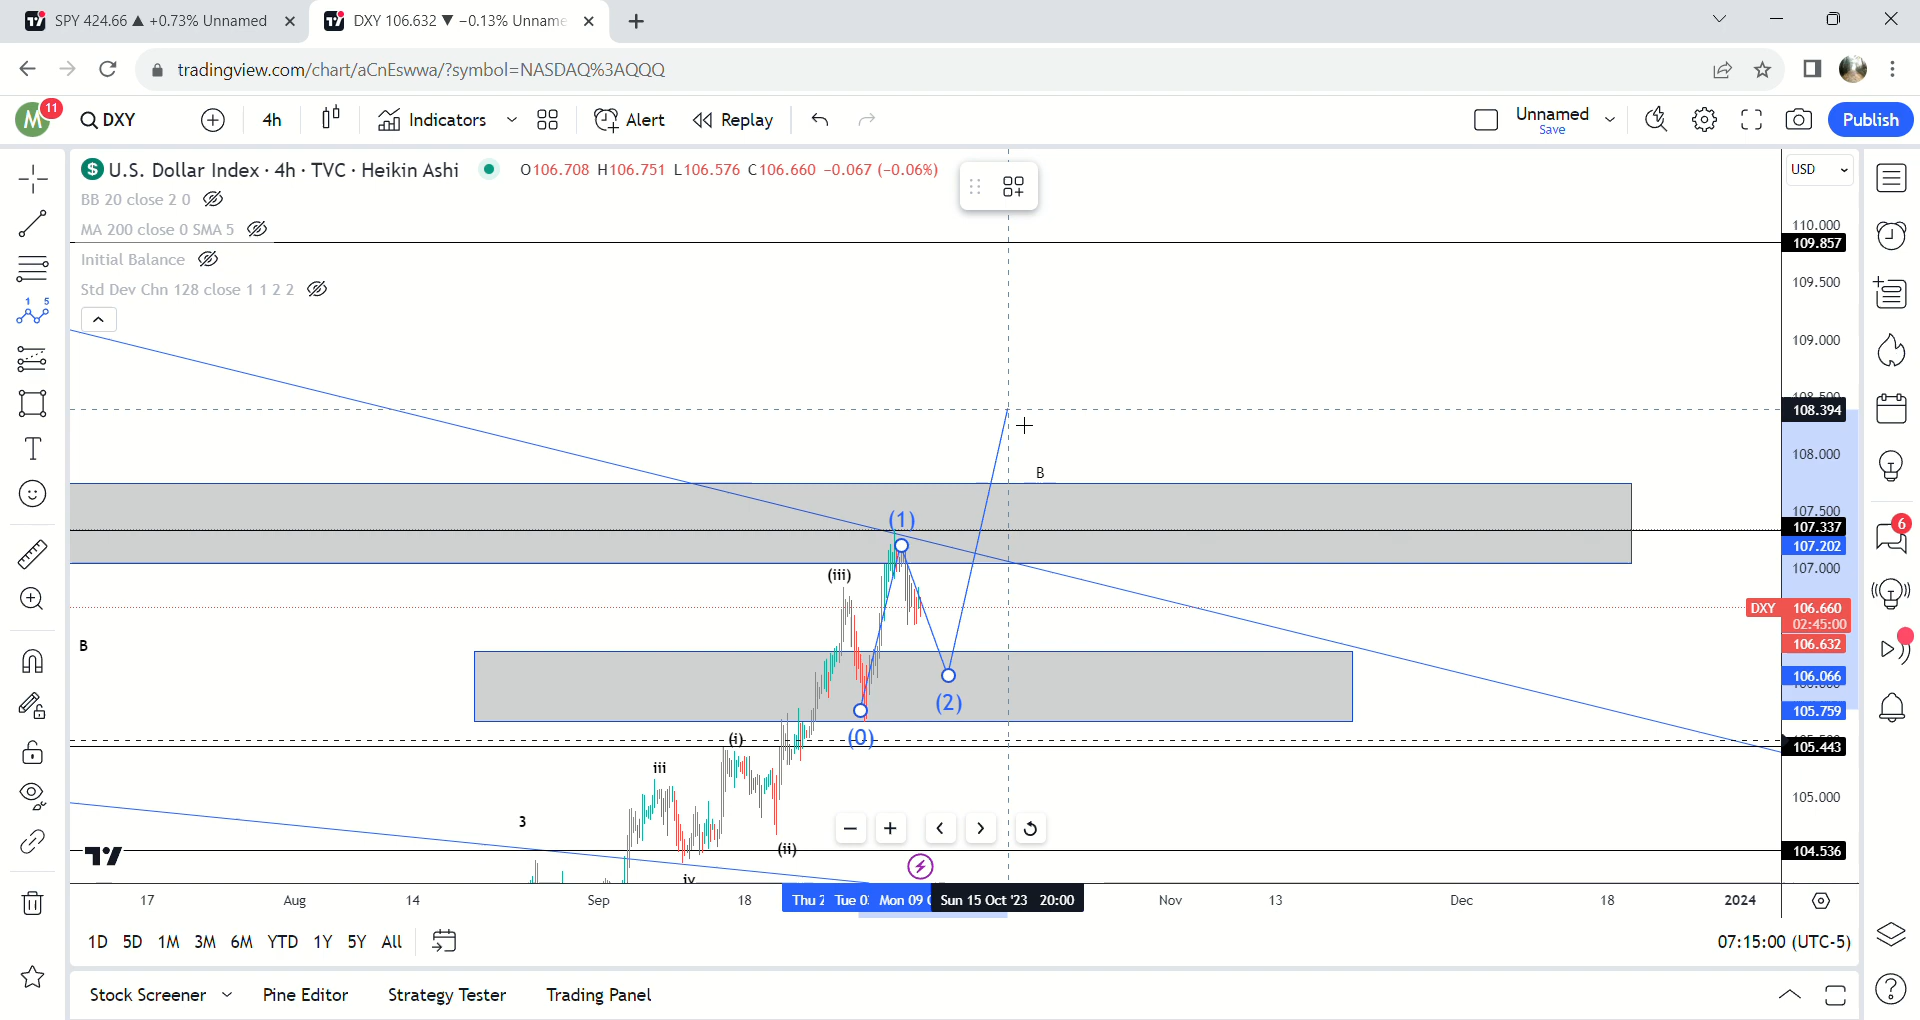 SPY 424.66 ▲ +0.73% Unnamed
DXY 106.632 ▼ −0.13% Unname
tradingview.com/chart/aCnEswwa/?symbol=NASDAQ%3AQQQ
M
11
DXY
4h
Indicators
Alert
Replay
Unnamed
Save
Publish
$ U.S. Dollar Index · 4h · TVC · Heikin Ashi
O106.708 H106.751 L106.576 C106.660 −0.067 (−0.06%)
USD
BB 20 close 2 0
MA 200 close 0 SMA 5
Initial Balance
Std Dev Chn 128 close 1 1 2 2
110.000
109.857
109.500
109.000
108.394
108.000
107.500
107.337
107.202
107.000
DXY 106.660
02:45:00
106.632
106.066
105.759
105.443
105.000
104.536
1 5
B
(1)
(iii)
B
(2)
(0)
(i)
iii
3
(ii)
iv
6
17
Aug
14
Sep
18
Thu 2
Tue 0
Mon 09
Sun 15 Oct '23 20:00
Nov
13
Dec
18
2024
1D 5D 1M 3M 6M YTD 1Y 5Y All
07:15:00 (UTC-5)
Stock Screener
Pine Editor
Strategy Tester
Trading Panel